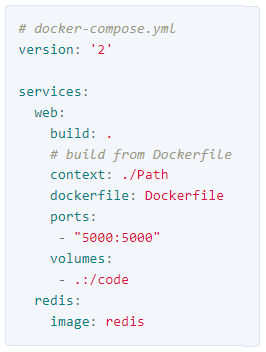 # docker-compose.yml
version: '2'

services:
  web:
    build: .
    # build from Dockerfile
    context: ./Path
    dockerfile: Dockerfile
    ports:
     - "5000:5000"
    volumes:
     - .:/code
  redis:
    image: redis